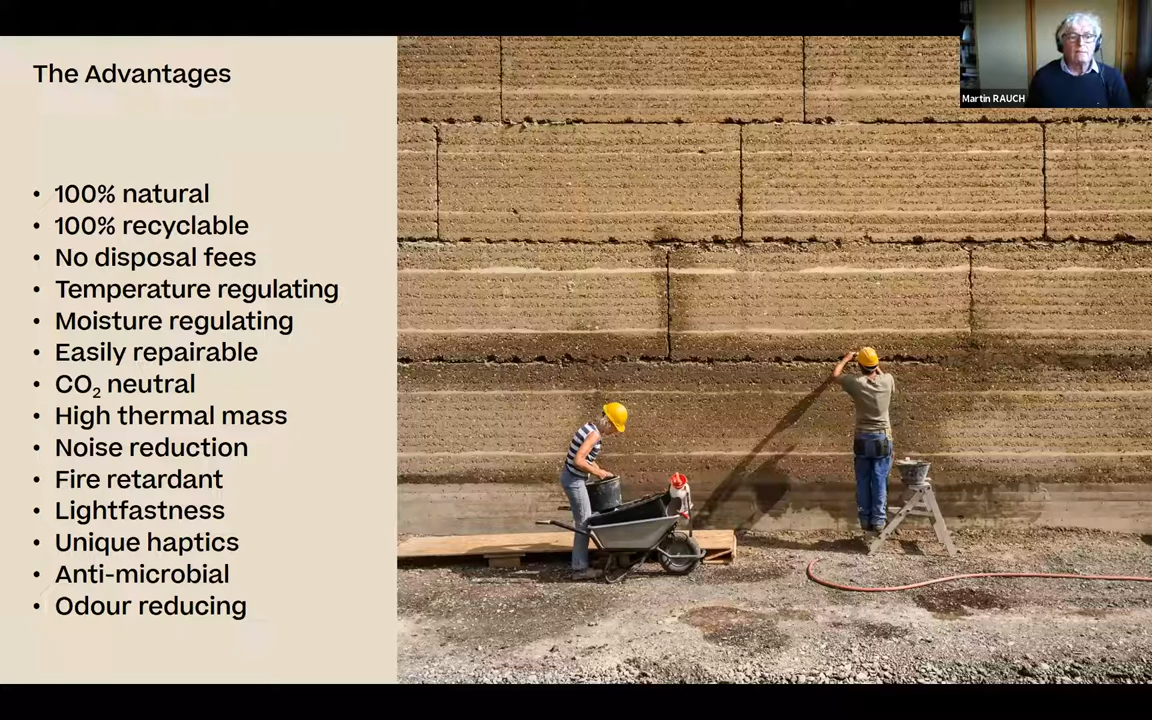 The Advantages
• 100% natural
• 100% recyclable
• No disposal fees
• Temperature regulating
• Moisture regulating
• Easily repairable
• CO₂ neutral
• High thermal mass
• Noise reduction
• Fire retardant
• Lightfastness
• Unique haptics
• Anti-microbial
• Odour reducing
Martin RAUCH